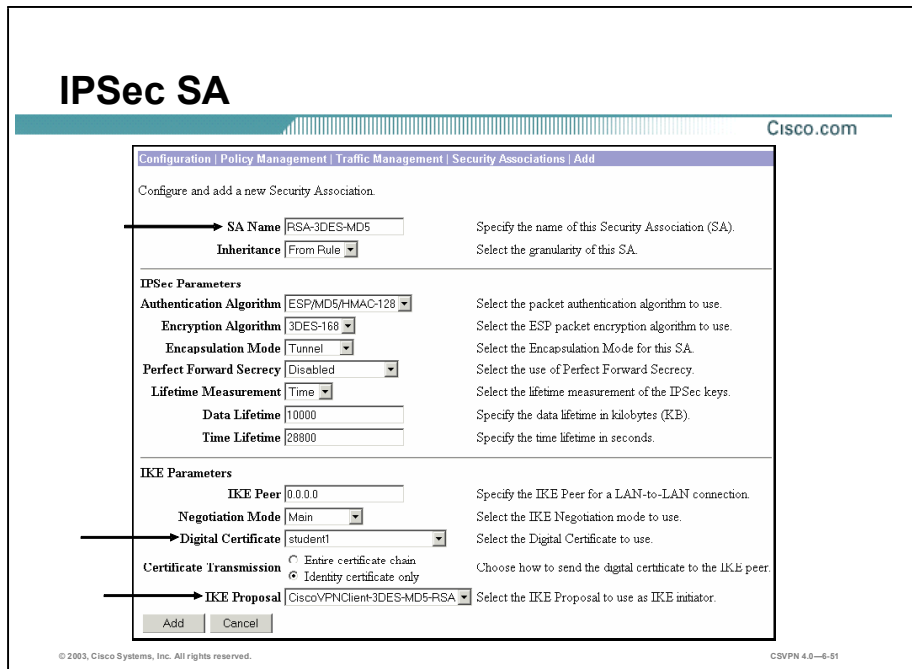 IPSec SA
Cisco.com
Configuration | Policy Management | Traffic Management | Security Associations | Add
Configure and add a new Security Association.
SA Name RSA-3DES-MD5 Specify the name of this Security Association (SA).
Inheritance From Rule Select the granularity of this SA.
IPSec Parameters
Authentication Algorithm ESP/MD5/HMAC-128 Select the packet authentication algorithm to use.
Encryption Algorithm 3DES-168 Select the ESP packet encryption algorithm to use.
Encapsulation Mode Tunnel Select the Encapsulation Mode for this SA.
Perfect Forward Secrecy Disabled Select the use of Perfect Forward Secrecy.
Lifetime Measurement Time Select the lifetime measurement of the IPSec keys.
Data Lifetime 10000 Specify the data lifetime in kilobytes (KB).
Time Lifetime 28800 Specify the time lifetime in seconds.
IKE Parameters
IKE Peer 0.0.0.0 Specify the IKE Peer for a LAN-to-LAN connection.
Negotiation Mode Main Select the IKE Negotiation mode to use.
Digital Certificate student1 Select the Digital Certificate to use.
Certificate Transmission Entire certificate chain
Identity certificate only Choose how to send the digital certificate to the IKE peer.
IKE Proposal CiscoVPNClient-3DES-MD5-RSA Select the IKE Proposal to use as IKE initiator.
Add Cancel
© 2003, Cisco Systems, Inc. All rights reserved. CSVPN 4.0—6-51